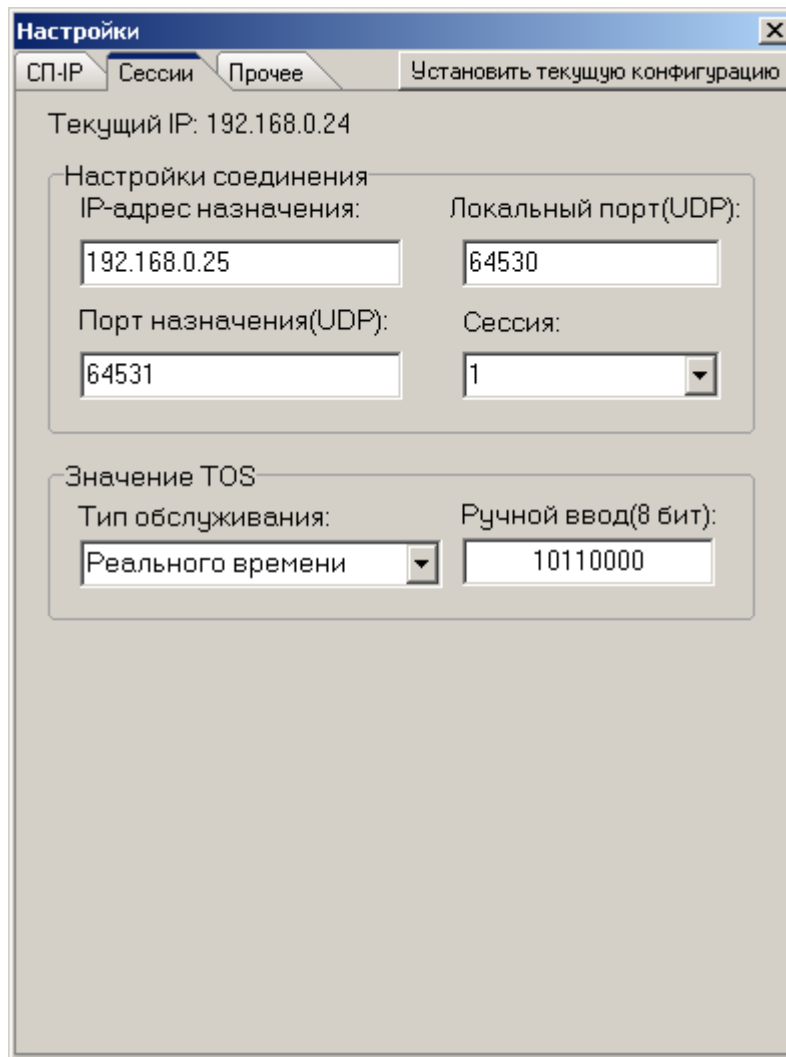 Настройки
СП-IP Сессии Прочее Установить текущую конфигурацию
Текущий IP: 192.168.0.24
Настройки соединения
IP-адрес назначения: Локальный порт(UDP):
192.168.0.25 64530
Порт назначения(UDP): Сессия:
64531 1
Значение TOS
Тип обслуживания: Ручной ввод(8 бит):
Реального времени 10110000